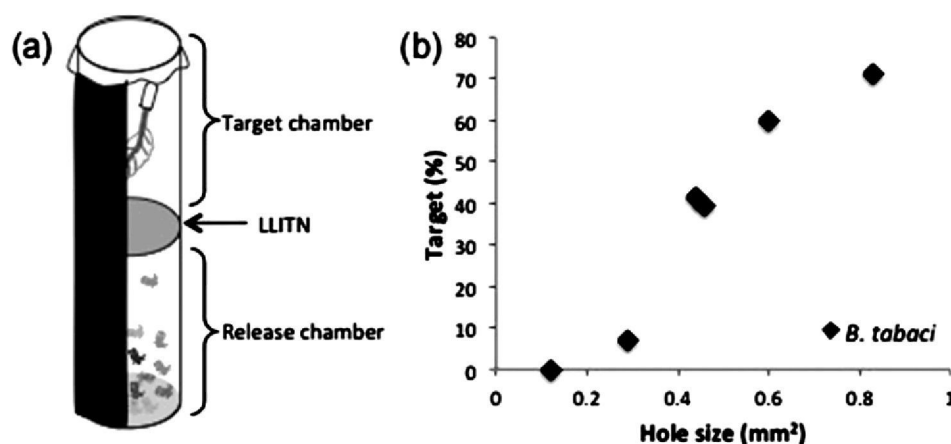 (a)
Target chamber
LLITN
Release chamber
(b)
Target (%)
80
70
60
50
40
30
20
10
0
0 0.2 0.4 0.6 0.8 1
Hole size (mm²)
B. tabaci